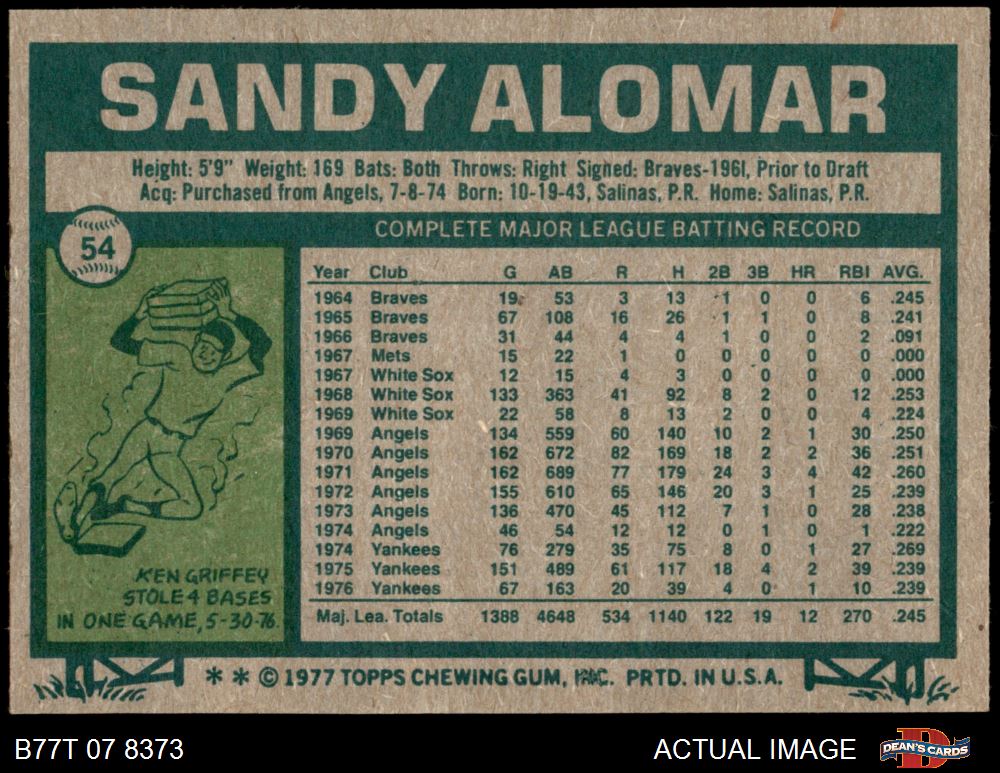 SANDY ALOMAR
Height: 5'9" Weight: 169 Bats: Both Throws: Right Signed: Braves-1961, Prior to Draft
Acq: Purchased from Angels, 7-8-74 Born: 10-19-43, Salinas, P.R. Home: Salinas, P.R.
54
COMPLETE MAJOR LEAGUE BATTING RECORD
Year Club G AB R H 2B 3B HR RBI AVG.
1964 Braves 19 53 3 13 1 0 0 6 .245
1965 Braves 67 108 16 26 1 1 0 8 .241
1966 Braves 31 44 4 4 1 0 0 2 .091
1967 Mets 15 22 1 0 0 0 0 0 .000
1967 White Sox 12 15 4 3 0 0 0 0 .000
1968 White Sox 133 363 41 92 8 2 0 12 .253
1969 White Sox 22 58 8 13 2 0 0 4 .224
1969 Angels 134 559 60 140 10 2 1 30 .250
1970 Angels 162 672 82 169 18 2 2 36 .251
1971 Angels 162 689 77 179 24 3 4 42 .260
1972 Angels 155 610 65 146 20 3 1 25 .239
1973 Angels 136 470 45 112 7 1 0 28 .238
1974 Angels 46 54 12 12 0 1 0 1 .222
1974 Yankees 76 279 35 75 8 0 1 27 .269
1975 Yankees 151 489 61 117 18 4 2 39 .239
1976 Yankees 67 163 20 39 4 0 1 10 .239
Maj. Lea. Totals 1388 4648 534 1140 122 19 12 270 .245
KEN GRIFFEY
STOLE 4 BASES
IN ONE GAME, 5-30-76
* * © 1977 TOPPS CHEWING GUM, INC. PRTD. IN U.S.A.
B77T 07 8373
ACTUAL IMAGE
DEAN'S CARDS